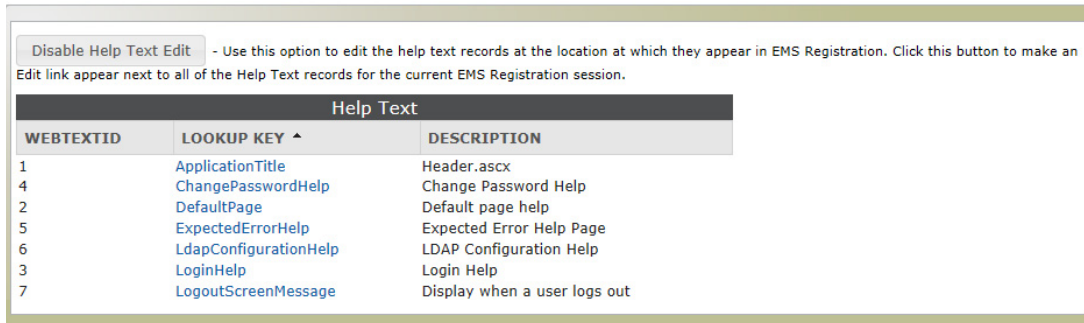 Disable Help Text Edit - Use this option to edit the help text records at the location at which they appear in EMS Registration. Click this button to make an
Edit link appear next to all of the Help Text records for the current EMS Registration session.
Help Text
WEBTEXTID LOOKUP KEY DESCRIPTION
1 ApplicationTitle Header.ascx
4 ChangePasswordHelp Change Password Help
2 DefaultPage Default page help
5 ExpectedErrorHelp Expected Error Help Page
6 LdapConfigurationHelp LDAP Configuration Help
3 LoginHelp Login Help
7 LogoutScreenMessage Display when a user logs out